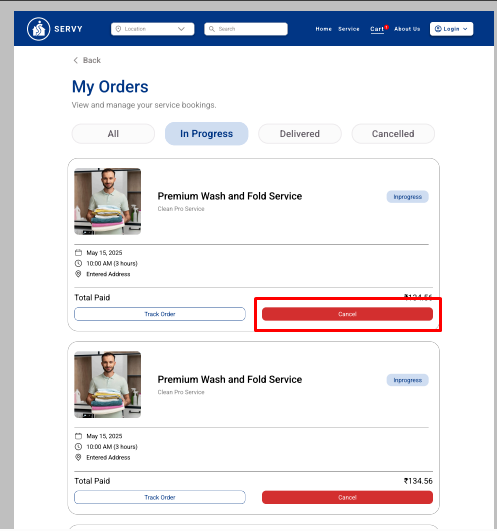 SERVY
Location
Search
Home Service Cart About Us Login
Back
My Orders
View and manage your service bookings.
All In Progress Delivered Cancelled
Premium Wash and Fold Service
Inprogress
Clean Pro Service
May 15, 2025
10:00 AM (3 hours)
Entered Address
Total Paid ₹134.56
Track Order Cancel
Premium Wash and Fold Service
Inprogress
Clean Pro Service
May 15, 2025
10:00 AM (3 hours)
Entered Address
Total Paid ₹134.56
Track Order Cancel